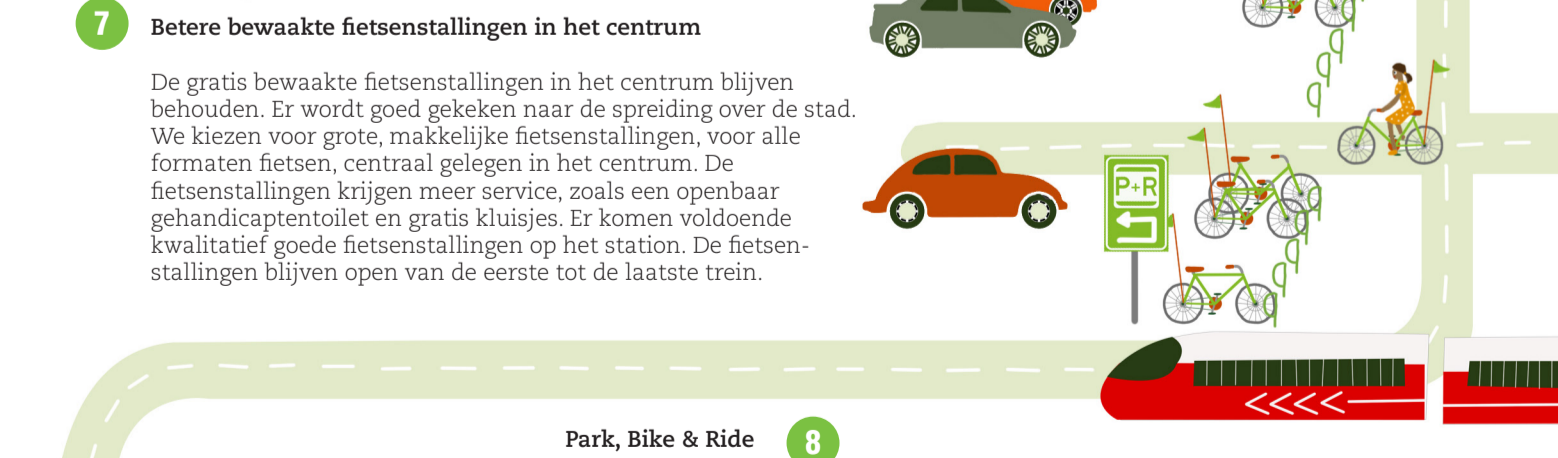 7
Betere bewaakte fietsenstallingen in het centrum
De gratis bewaakte fietsenstallingen in het centrum blijven
behouden. Er wordt goed gekeken naar de spreiding over de stad.
We kiezen voor grote, makkelijke fietsenstallingen, voor alle
formaten fietsen, centraal gelegen in het centrum. De
fietsenstallingen krijgen meer service, zoals een openbaar
gehandicaptentoilet en gratis kluisjes. Er komen voldoende
kwalitatief goede fietsenstallingen op het station. De fietsen-
stallingen blijven open van de eerste tot de laatste trein.
P+R
Park, Bike & Ride
8